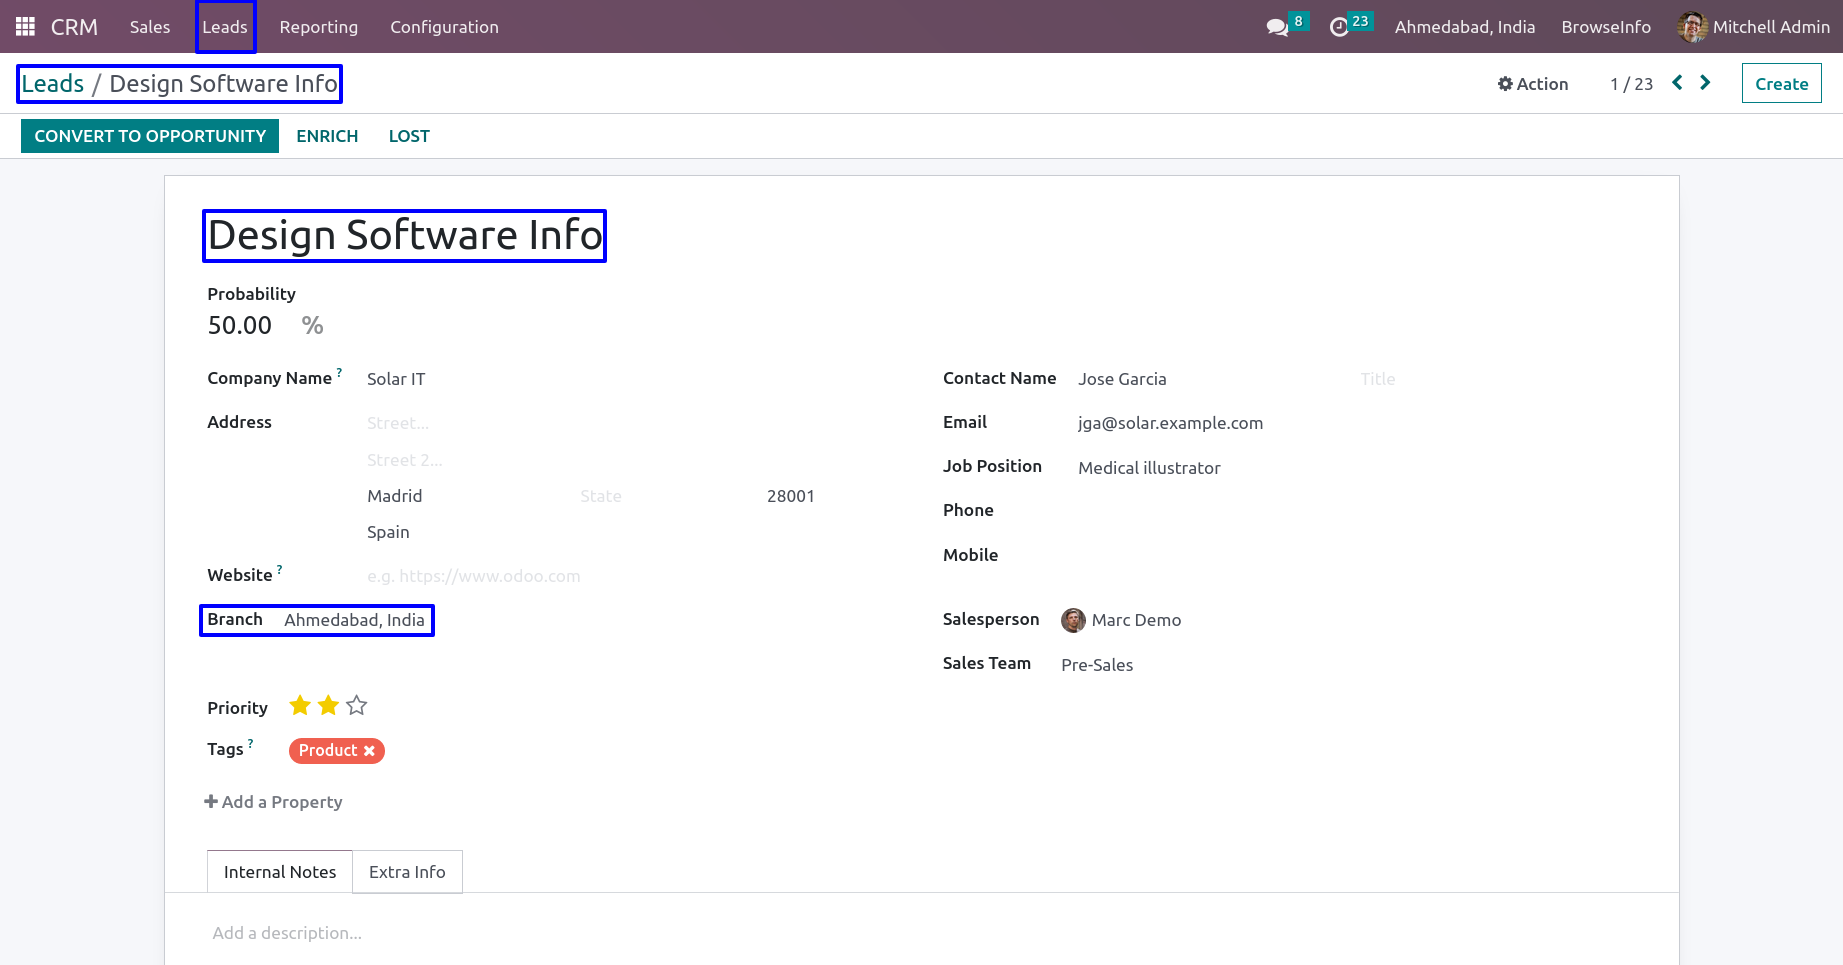 CRM Sales Leads Reporting Configuration 8 23 Ahmedabad, India BrowseInfo Mitchell Admin
Leads / Design Software Info Action 1 / 23 Create
CONVERT TO OPPORTUNITY ENRICH LOST
Design Software Info
Probability
50.00 %
Company Name ? Solar IT Contact Name Jose Garcia Title
Address Street... Email jga@solar.example.com
Street 2...
Job Position Medical illustrator
Madrid State 28001
Phone
Spain
Mobile
Website ? e.g. https://www.odoo.com
Branch Ahmedabad, India Salesperson Marc Demo
Sales Team Pre-Sales
Priority
Tags ? Product
Add a Property
Internal Notes Extra Info
Add a description...